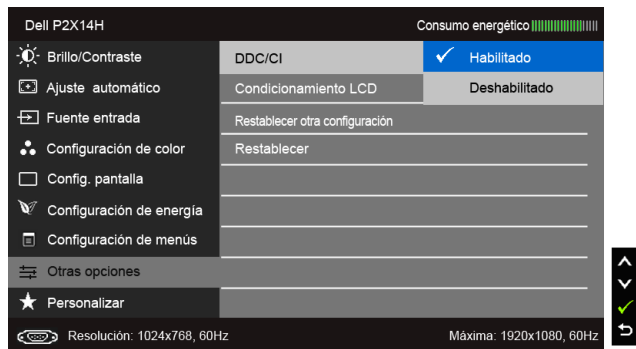 Dell P2X14H
Consumo energético
Brillo/Contraste
DDC/CI
Habilitado
Ajuste automático
Condicionamiento LCD
Deshabilitado
Fuente entrada
Restablecer otra configuración
Configuración de color
Restablecer
Config. pantalla
Configuración de energía
Configuración de menús
Otras opciones
Personalizar
Resolución: 1024x768, 60Hz
Máxima: 1920x1080, 60Hz